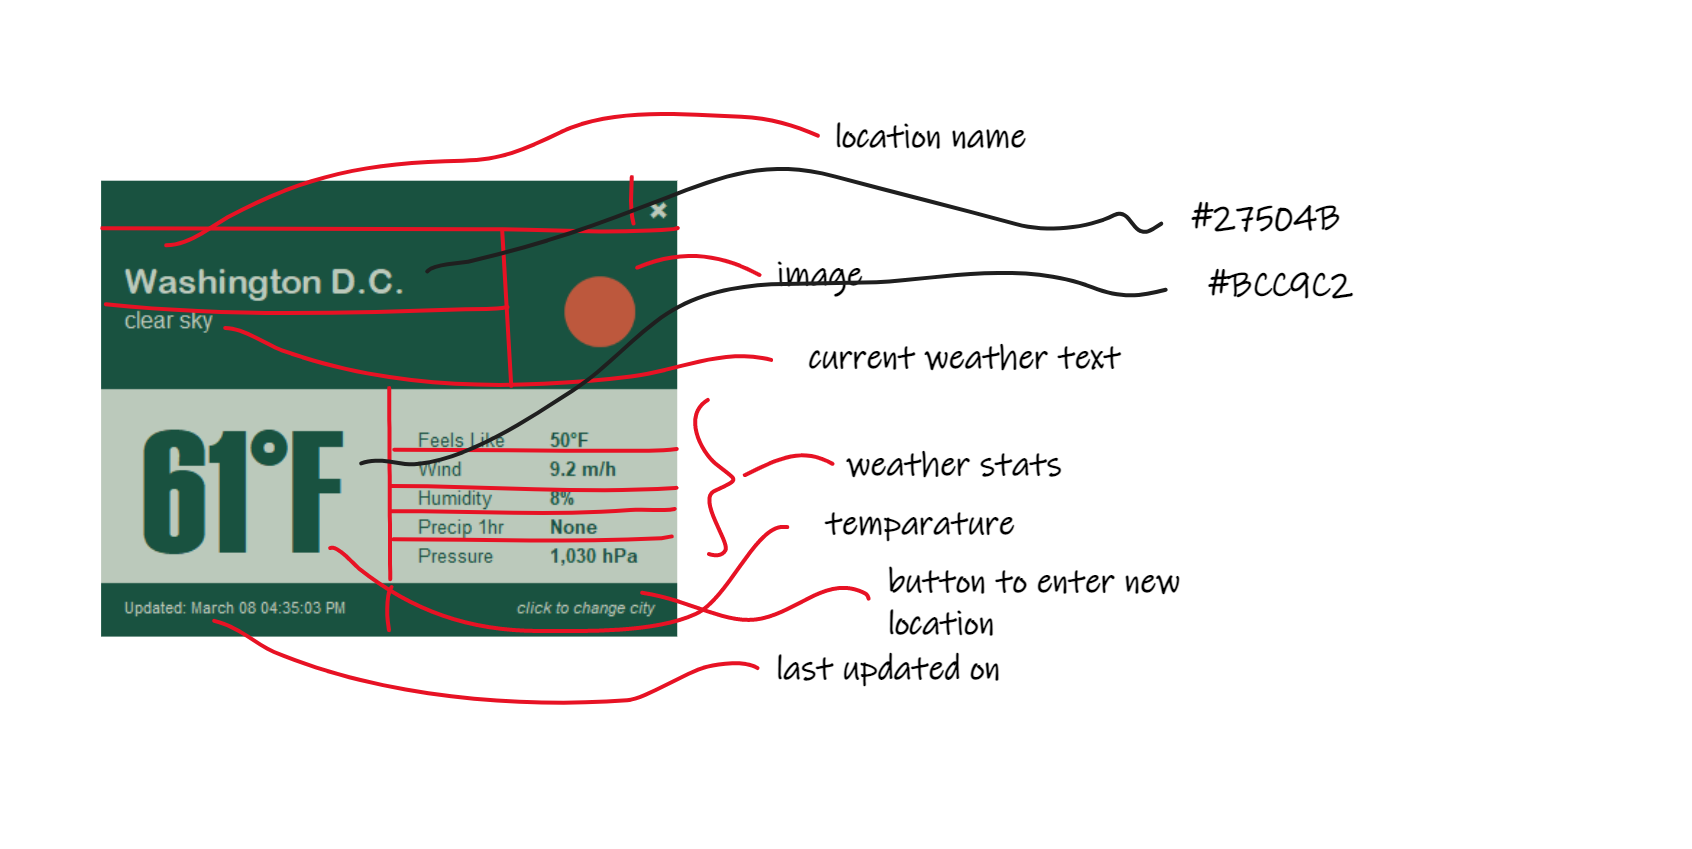 location name
#27504B
✖
Washington D.C.
image
#BCC9C2
clear sky
current weather text
61°F
Feels Like 50°F
Wind 9.2 m/h
Humidity 8%
Precip 1hr None
Pressure 1,030 hPa
weather stats
temparature
button to enter new
location
Updated: March 08 04:35:03 PM
click to change city
last updated on